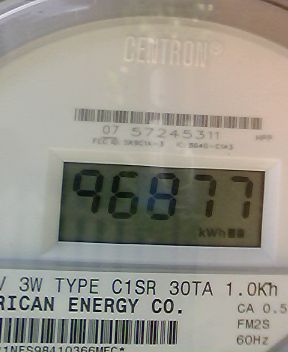 CENTRON®
07 57245311
96877
kWh
V 3W TYPE C1SR 30TA 1.0Kh
RICAN ENERGY CO.
CA 0.5
FM2S
60Hz